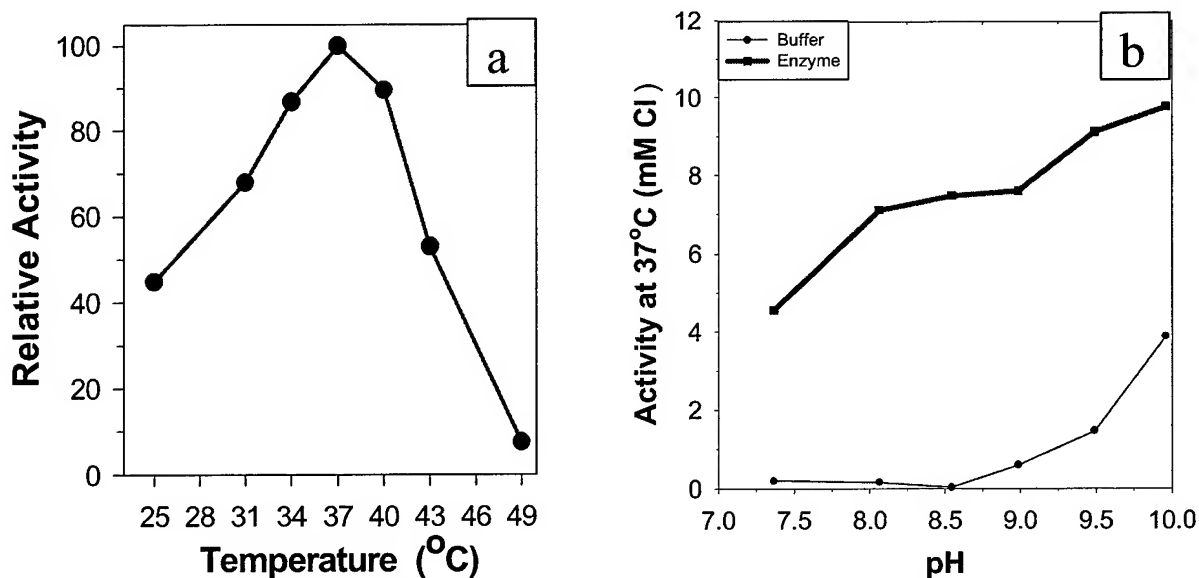 a
100
80
60
40
20
0
Relative Activity
25 28 31 34 37 40 43 49
Temperature (°C)
b
Buffer
Enzyme
12
10
8
6
4
2
0
Activity at 37°C (mM Cl)
7.0 7.5 8.0 8.5 9.0 9.5 10.0
pH